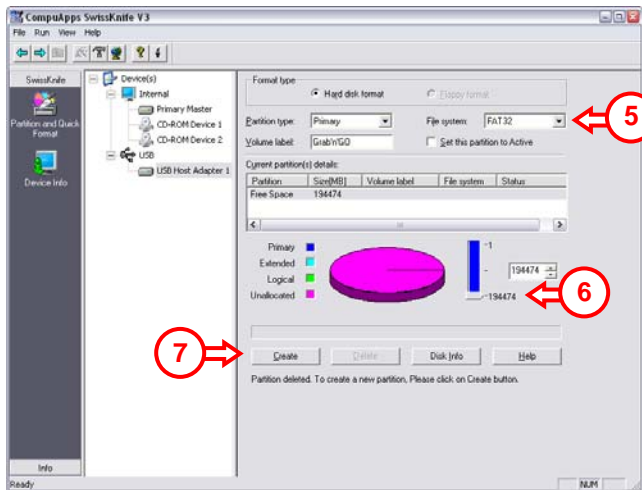 CompuApps SwissKnife V3
File Run View Help
SwissKnife
Partition and Quick Format
Device Info
Info
Device(s)
Internal
Primary Master
CD-ROM Device 1
CD-ROM Device 2
USB
USB Host Adapter 1
Format type
Hard disk format
Floppy format
Partition type: Primary
File system: FAT32
5
Volume label: Grab'n'GO
Set this partition to Active
Current partition(s) details:
Partition Size[MB] Volume label File system Status
Free Space 194474
Primary
Extended
Logical
Unallocated
1
194474
194474
6
7
Create Delete Disk Info Help
Partition deleted. To create a new partition, Please click on Create button.
Ready
NUM